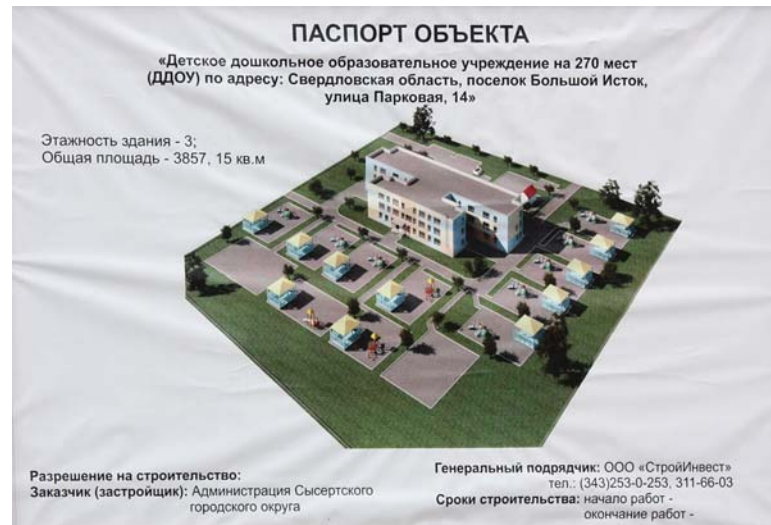 ПАСПОРТ ОБЪЕКТА
«Детское дошкольное образовательное учреждение на 270 мест
(ДДОУ) по адресу: Свердловская область, поселок Большой Исток,
улица Парковая, 14»
Этажность здания - 3;
Общая площадь - 3857, 15 кв.м
Разрешение на строительство:
Заказчик (застройщик): Администрация Сысертского
городского округа
Генеральный подрядчик: ООО «СтройИнвест»
тел.: (343)253-0-253, 311-66-03
Сроки строительства: начало работ -
окончание работ -